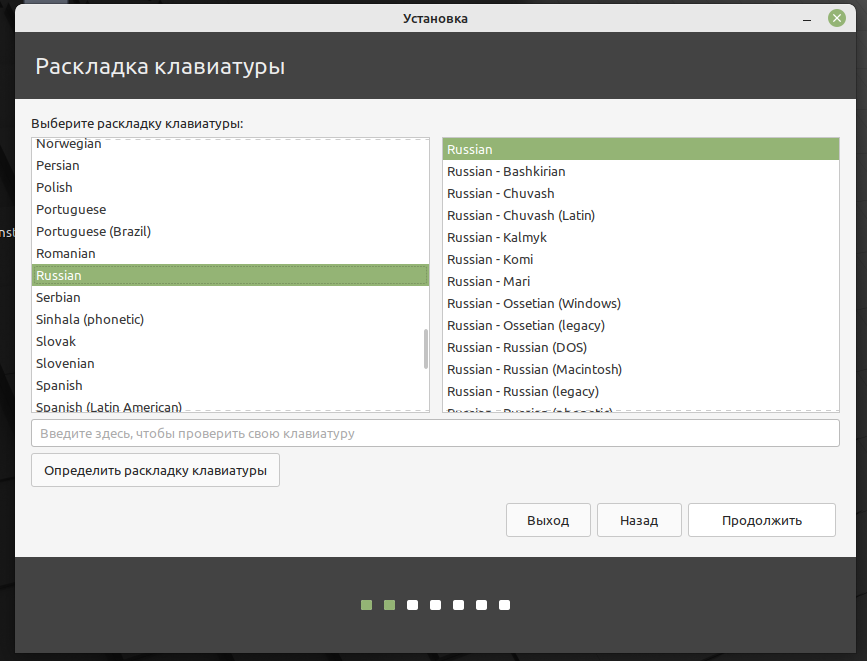 Установка
Раскладка клавиатуры
Выберите раскладку клавиатуры:
Norwegian
Persian
Polish
Portuguese
Portuguese (Brazil)
Romanian
Russian
Serbian
Sinhala (phonetic)
Slovak
Slovenian
Spanish
Spanish (Latin American)
Russian
Russian - Bashkirian
Russian - Chuvash
Russian - Chuvash (Latin)
Russian - Kalmyk
Russian - Komi
Russian - Mari
Russian - Ossetian (Windows)
Russian - Ossetian (legacy)
Russian - Russian (DOS)
Russian - Russian (Macintosh)
Russian - Russian (legacy)
Russian - Russian (phonetic)
Введите здесь, чтобы проверить свою клавиатуру
Определить раскладку клавиатуры
Выход
Назад
Продолжить